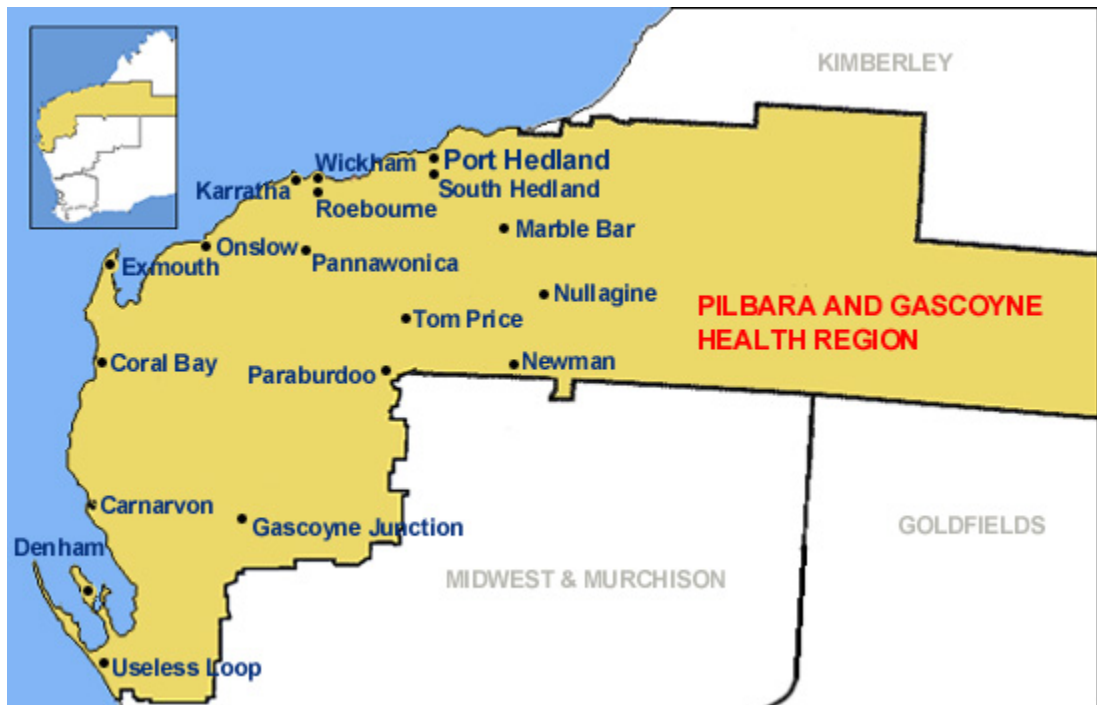 KIMBERLEY
Wickham
Port Hedland
Karratha
South Hedland
Roebourne
Marble Bar
Onslow
Pannawonica
Exmouth
Nullagine
PILBARA AND GASCOYNE
HEALTH REGION
Tom Price
Coral Bay
Paraburdoo
Newman
Carnarvon
Gascoyne Junction
GOLDFIELDS
Denham
MIDWEST & MURCHISON
Useless Loop